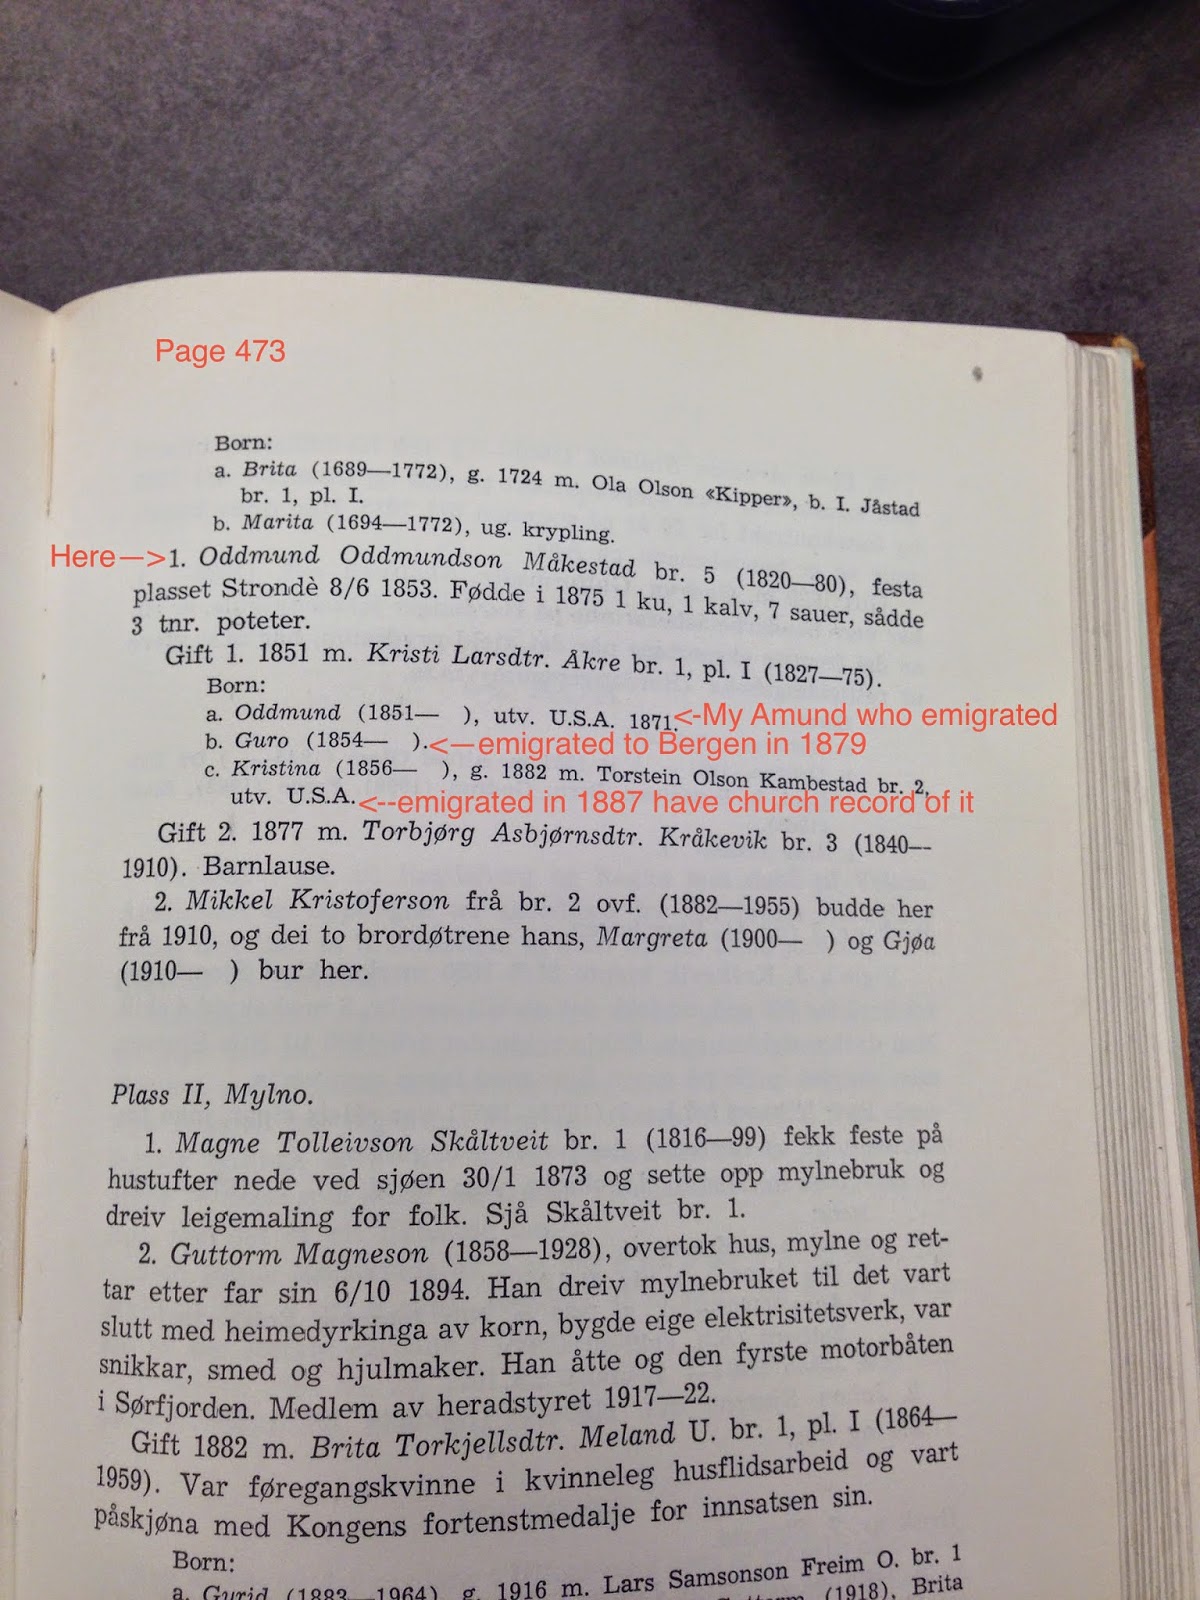 Page 473
Born:
a. Brita (1689—1772), g. 1724 m. Ola Olson «Kipper», b. I. Jåstad
br. 1, pl. I.
b. Marita (1694—1772), ug. krypling.
Here—>1. Oddmund Oddmundson Måkestad br. 5 (1820—80), festa
plasset Strondè 8/6 1853. Fødde i 1875 1 ku, 1 kalv, 7 sauer, sådde
3 tnr. poteter.
Gift 1. 1851 m. Kristi Larsdtr. Åkre br. 1, pl. I (1827—75).
Born:
a. Oddmund (1851— ), utv. U.S.A. 1871.<-My Amund who emigrated
b. Guro (1854— ).<—emigrated to Bergen in 1879
c. Kristina (1856— ), g. 1882 m. Torstein Olson Kambestad br. 2,
utv. U.S.A.<--emigrated in 1887 have church record of it
Gift 2. 1877 m. Torbjørg Asbjørnsdtr. Kråkevik br. 3 (1840—
1910). Barnlause.
2. Mikkel Kristoferson frå br. 2 ovf. (1882—1955) budde her
frå 1910, og dei to brordøtrene hans, Margreta (1900— ) og Gjøa
(1910— ) bur her.
Plass II, Mylno.
1. Magne Tolleivson Skåltveit br. 1 (1816—99) fekk feste på
hustufter nede ved sjøen 30/1 1873 og sette opp mylnebruk og
dreiv leigemaling for folk. Sjå Skåltveit br. 1.
2. Guttorm Magneson (1858—1928), overtok hus, mylne og ret-
tar etter far sin 6/10 1894. Han dreiv mylnebruket til det vart
slutt med heimedyrkinga av korn, bygde eige elektrisitetsverk, var
snikkar, smed og hjulmaker. Han åtte og den fyrste motorbåten
i Sørfjorden. Medlem av heradstyret 1917—22.
Gift 1882 m. Brita Torkjellsdtr. Meland U. br. 1, pl. I (1864—
1959). Var føregangskvinne i kvinneleg husflidsarbeid og vart
påskjøna med Kongens fortenstmedalje for innsatsen sin.
Born:
a. Gurid (1883—1964), g. 1916 m. Lars Samsonson Freim O. br. 1
(1918), Brita